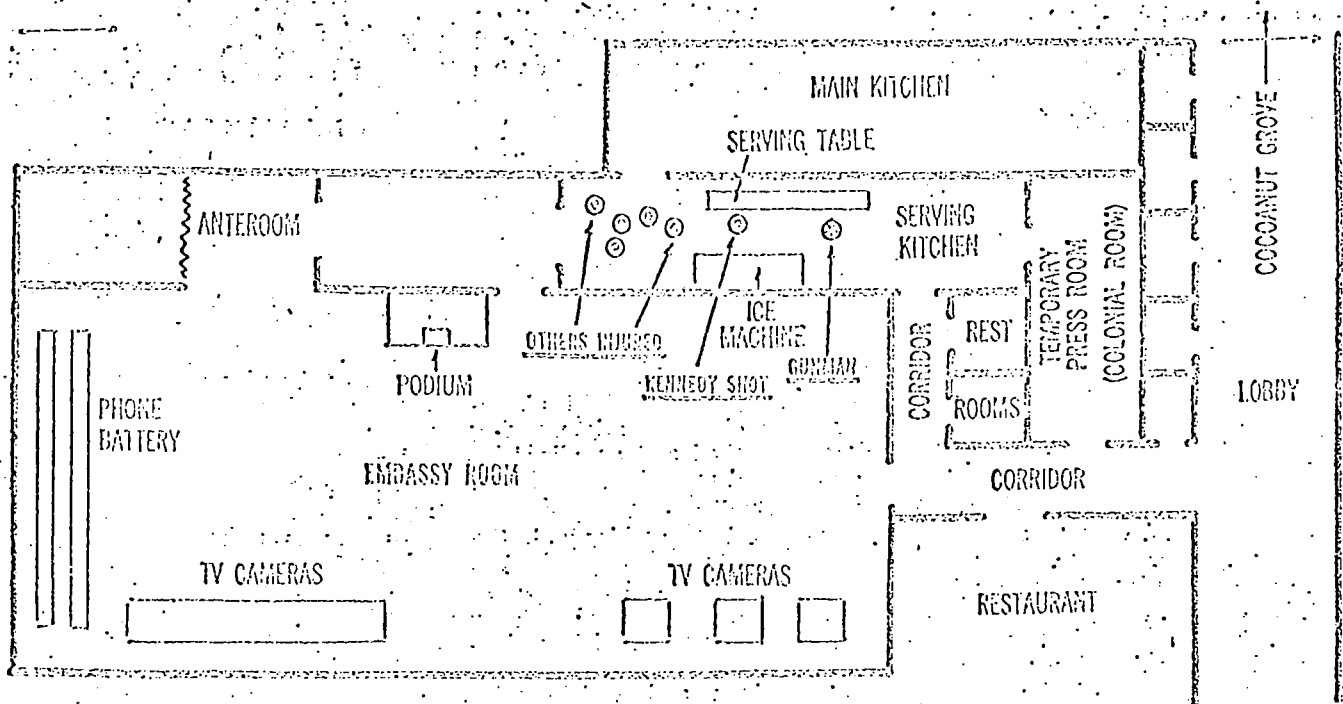 MAIN KITCHEN
SERVING TABLE
COCOANUT GROVE
ANTEROOM
SERVING
KITCHEN
TEMPORARY
PRESS ROOM
(COLONIAL ROOM)
OTHERS INJURED
ICE
MACHINE
KENNEDY SHOT
GUNMAN
CORRIDOR
REST
ROOMS
PODIUM
PHONE
BATTERY
LOBBY
EMBASSY ROOM
CORRIDOR
TV CAMERAS
TV CAMERAS
RESTAURANT